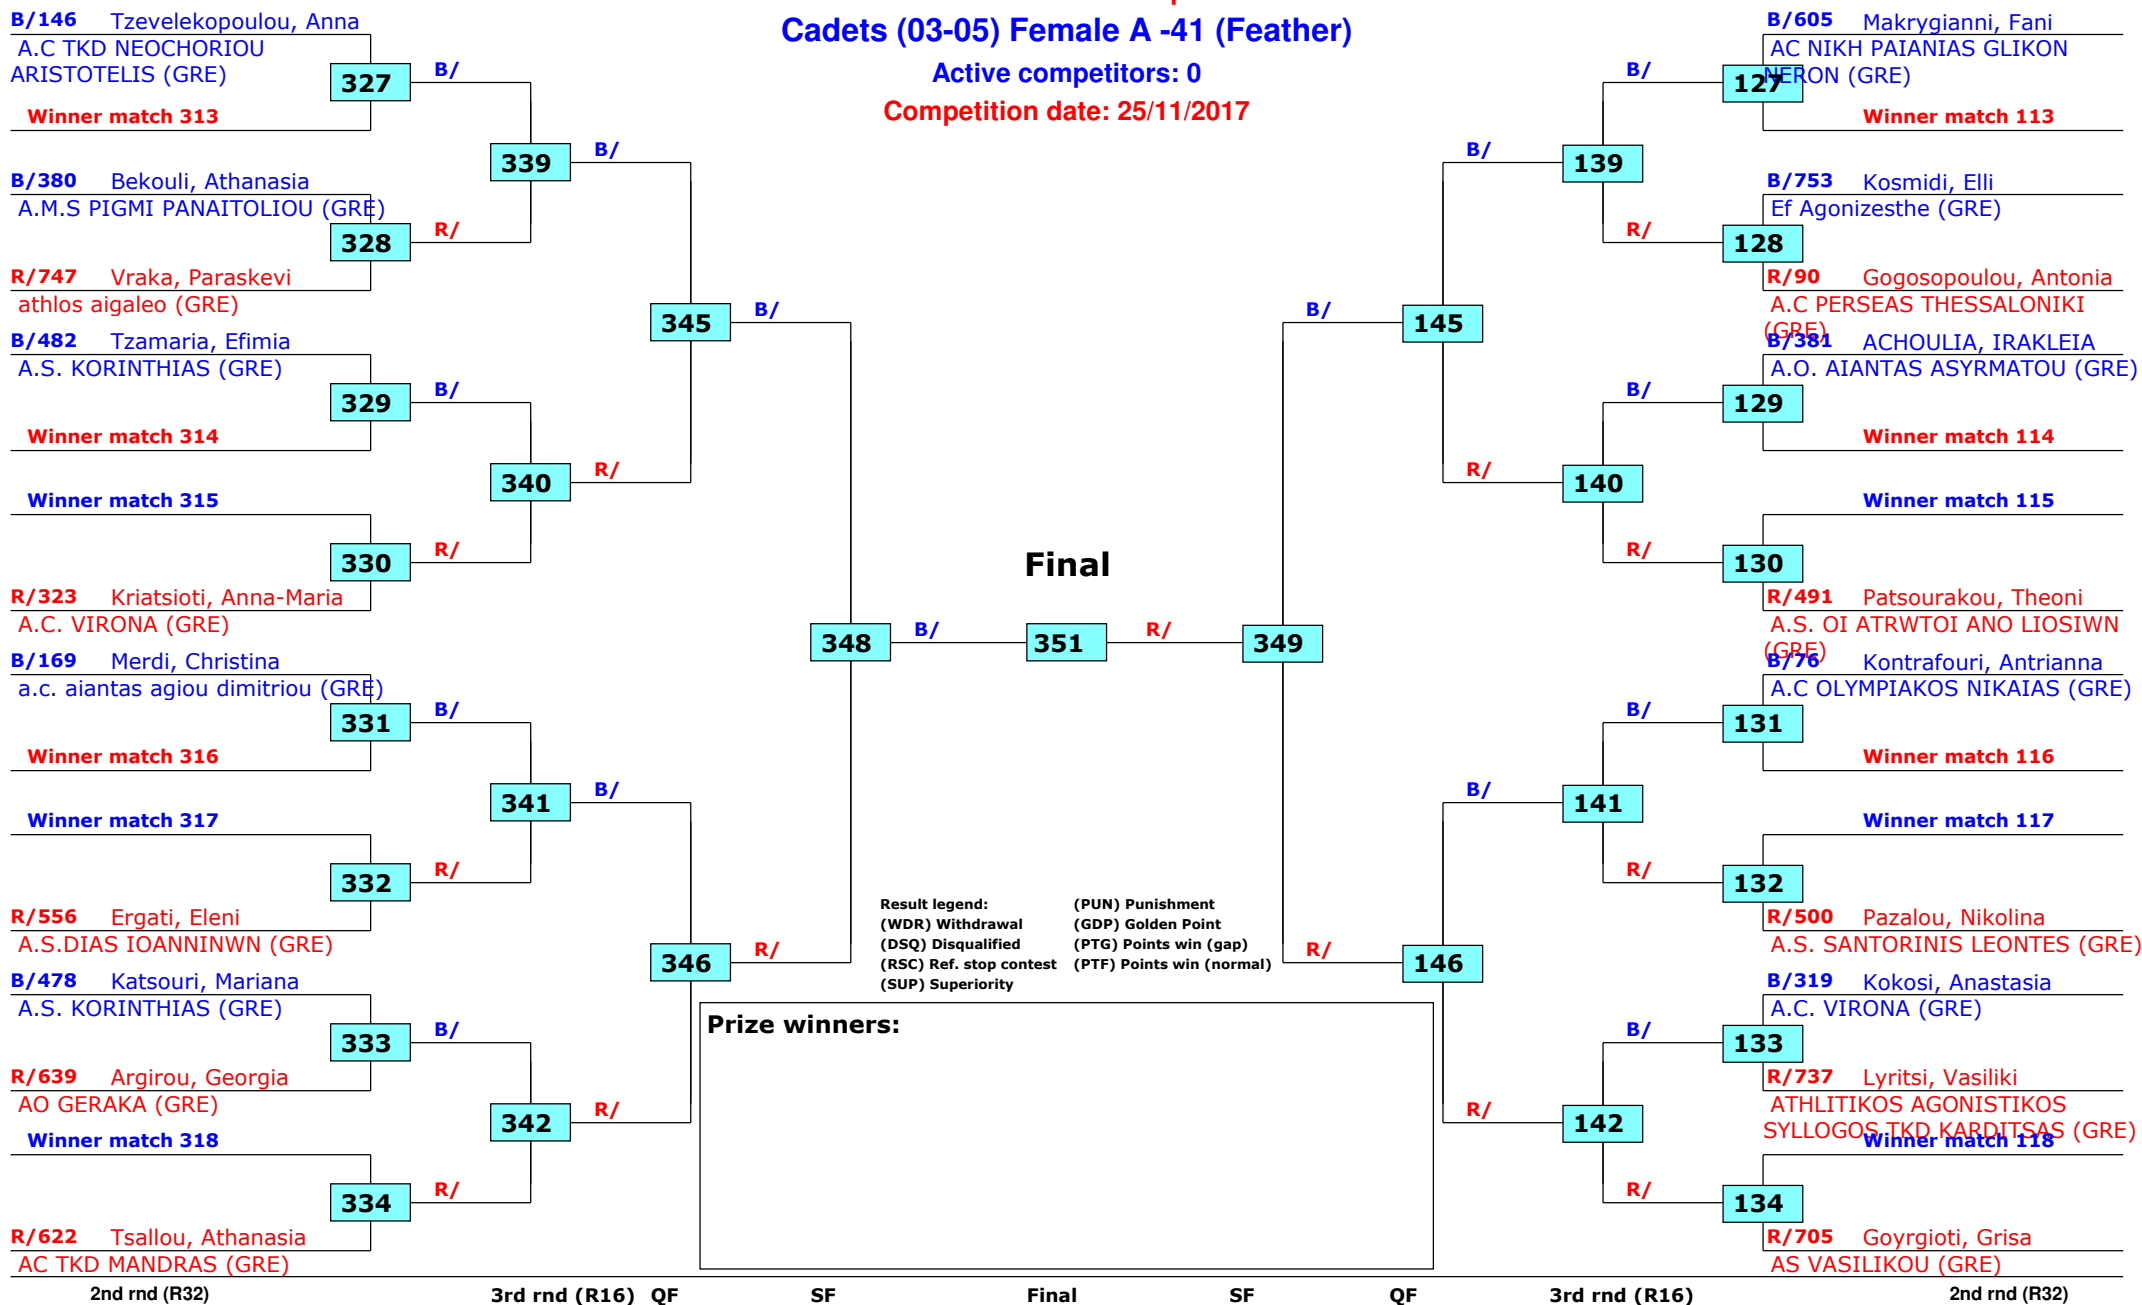 Cadets (03-05) Female A -41 (Feather)
Active competitors: 0
Competition date: 25/11/2017
B/146 Tzevelekopoulou, Anna
A.C TKD NEOCHORIOU
ARISTOTELIS (GRE)
327
B/
Winner match 313
339
B/
B/380 Bekouli, Athanasia
A.M.S PIGMI PANAITOLIOU (GRE)
328
R/
R/747 Vraka, Paraskevi
athlos aigaleo (GRE)
345
B/
B/482 Tzamaria, Efimia
A.S. KORINTHIAS (GRE)
329
B/
Winner match 314
340
R/
Winner match 315
330
R/
R/323 Kriatsioti, Anna-Maria
A.C. VIRONA (GRE)
348
B/
B/169 Merdi, Christina
a.c. aiantas agiou dimitriou (GRE)
331
B/
Winner match 316
341
B/
Winner match 317
332
R/
R/556 Ergati, Eleni
A.S.DIAS IOANNINWN (GRE)
346
R/
B/478 Katsouri, Mariana
A.S. KORINTHIAS (GRE)
333
B/
R/639 Argirou, Georgia
AO GERAKA (GRE)
342
R/
Winner match 318
334
R/
R/622 Tsallou, Athanasia
AC TKD MANDRAS (GRE)
Final
351
R/
349
B/605 Makrygianni, Fani
AC NIKH PAIANIAS GLIKON
NERON (GRE)
B/
127
Winner match 113
B/
139
B/753 Kosmidi, Elli
Ef Agonizesthe (GRE)
R/
128
R/90 Gogosopoulou, Antonia
A.C PERSEAS THESSALONIKI
(GRE)
B/
145
B/381 ACHOULIA, IRAKLEIA
A.O. AIANTAS ASYRMATOU (GRE)
B/
129
Winner match 114
R/
140
Winner match 115
R/
130
R/491 Patsourakou, Theoni
A.S. OI ATRWTOI ANO LIOSIWN
(GRE)
B/76 Kontrafouri, Antrianna
A.C OLYMPIAKOS NIKAIAS (GRE)
B/
131
Winner match 116
B/
141
Winner match 117
R/
132
R/500 Pazalou, Nikolina
A.S. SANTORINIS LEONTES (GRE)
R/
146
B/319 Kokosi, Anastasia
A.C. VIRONA (GRE)
B/
133
R/737 Lyritsi, Vasiliki
ATHLITIKOS AGONISTIKOS
SYLLOGOS TKD KARDITSAS (GRE)
R/
142
Winner match 118
R/
134
R/705 Goyrgioti, Grisa
AS VASILIKOU (GRE)
Result legend:
(WDR) Withdrawal
(DSQ) Disqualified
(RSC) Ref. stop contest
(SUP) Superiority
(PUN) Punishment
(GDP) Golden Point
(PTG) Points win (gap)
(PTF) Points win (normal)
Prize winners:
2nd rnd (R32) 3rd rnd (R16) QF SF Final SF QF 3rd rnd (R16) 2nd rnd (R32)